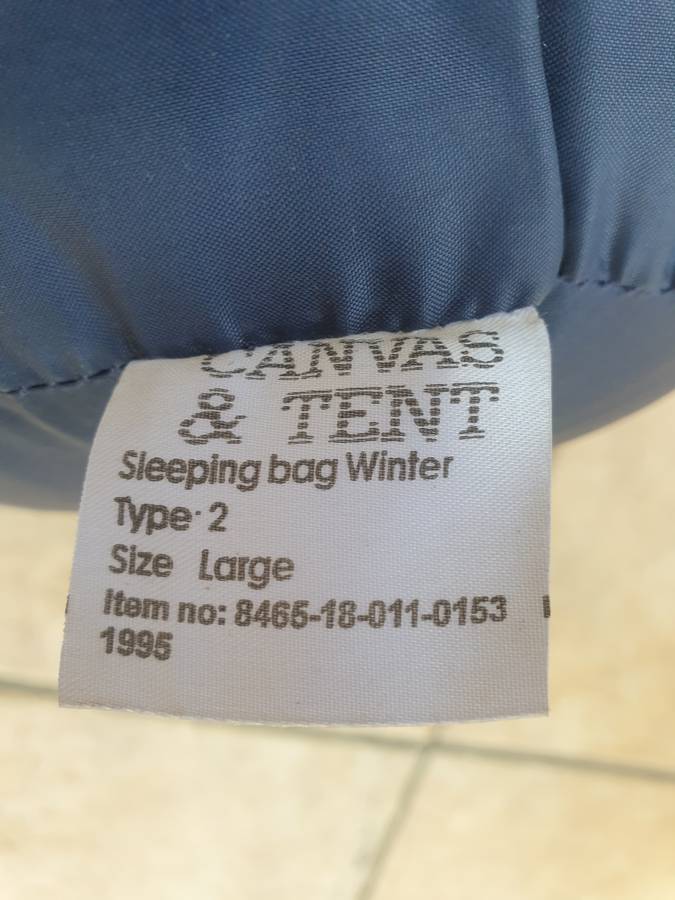 CANVAS
& TENT
Sleeping bag Winter
Type 2
Size Large
Item no: 8465-18-011-0153
1995